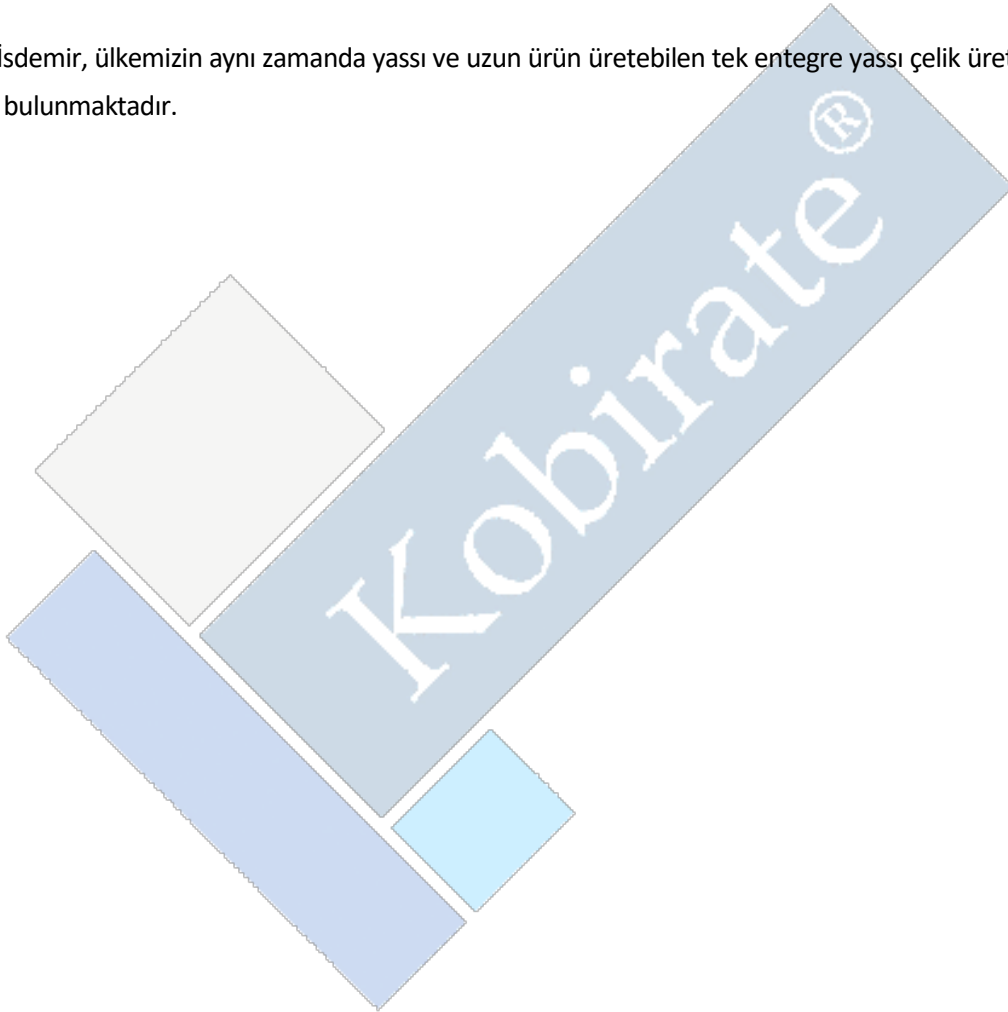 İsdemir, ülkemizin aynı zamanda yassı ve uzun ürün üretebilen tek entegre yassı çelik üret
bulunmaktadır.
Kobirate ®